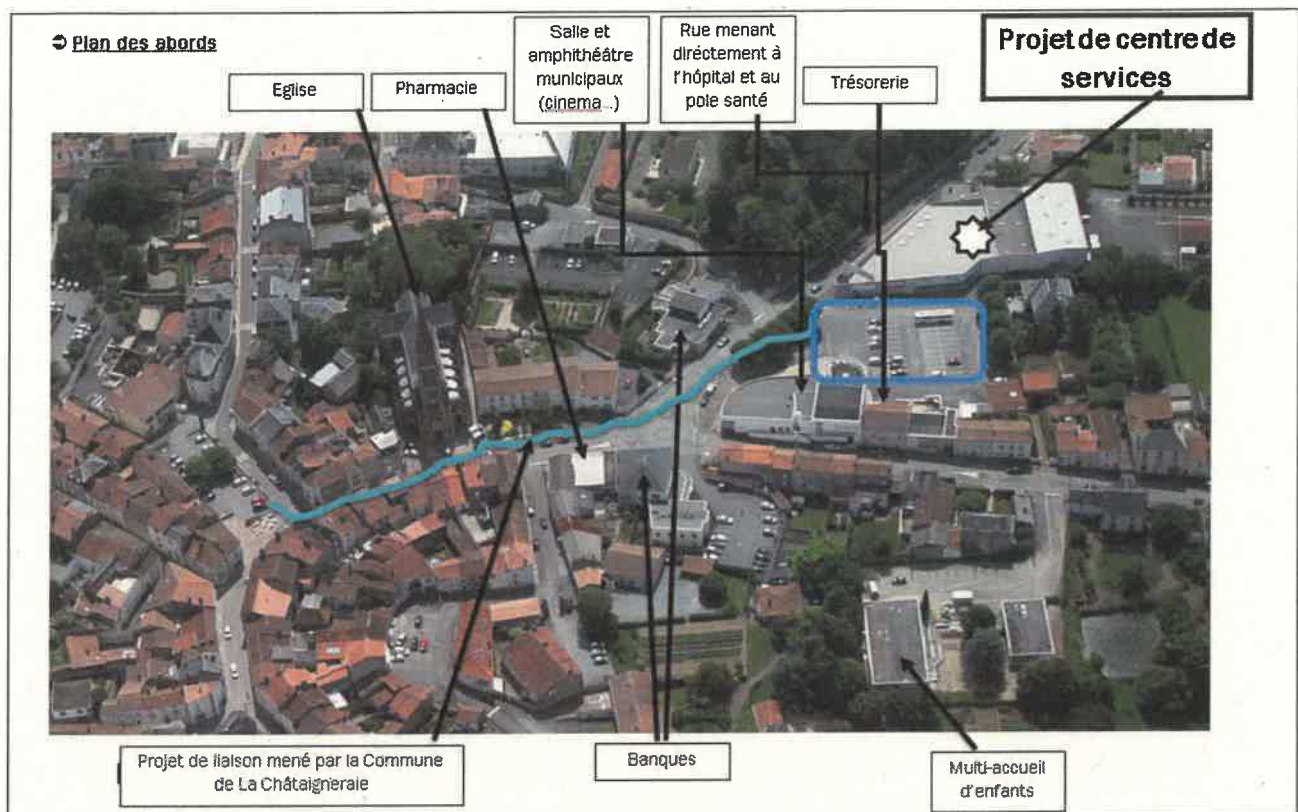 ➲ Plan des abords
Eglise
Pharmacie
Salle et
amphithéâtre
municipaux
(cinema...)
Rue menant
diréctement à
l'hôpital et au
pole santé
Trésorerie
Projet de centre de
services
Projet de liaison mené par la Commune
de La Châtaigneraie
Banques
Multi-accueil
d'enfants